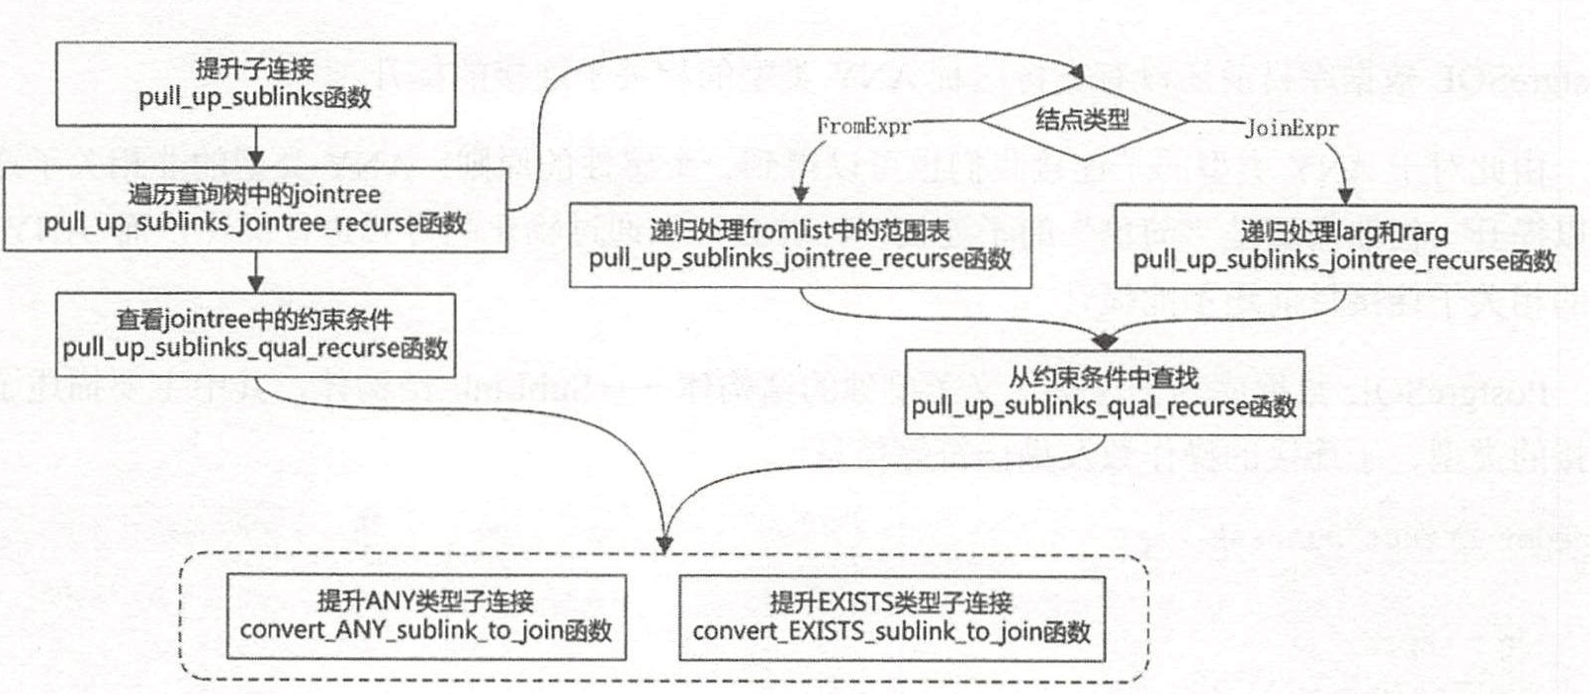 提升子连接
pull_up_sublinks函数
遍历查询树中的jointree
pull_up_sublinks_jointree_recurse函数
查看jointree中的约束条件
pull_up_sublinks_qual_recurse函数
结点类型
FromExpr
JoinExpr
递归处理fromlist中的范围表
pull_up_sublinks_jointree_recurse函数
递归处理larg和rarg
pull_up_sublinks_jointree_recurse函数
从约束条件中查找
pull_up_sublinks_qual_recurse函数
提升ANY类型子连接
convert_ANY_sublink_to_join函数
提升EXISTS类型子连接
convert_EXISTS_sublink_to_join函数